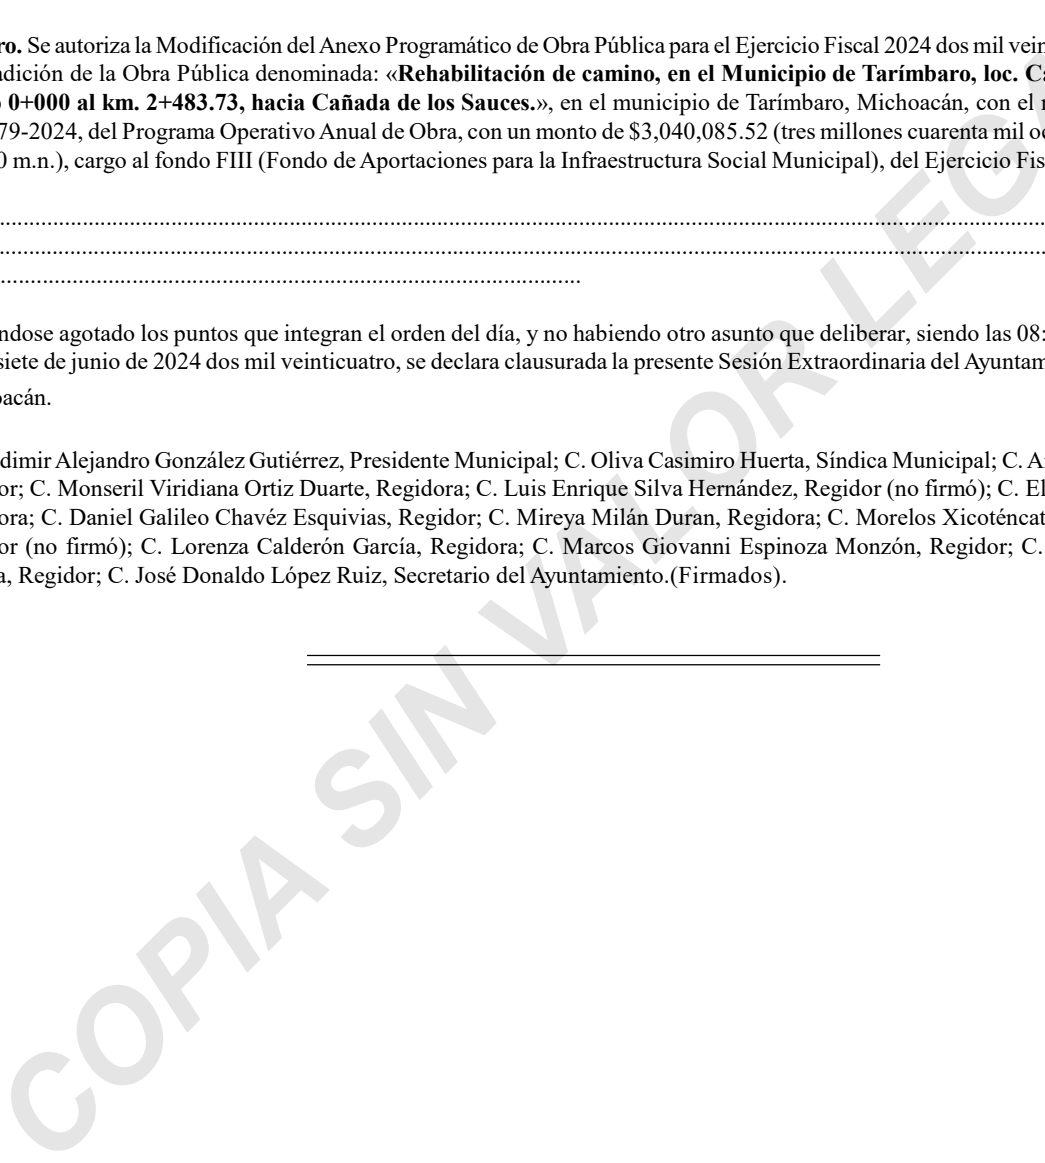 ro. Se autoriza la Modificación del Anexo Programático de Obra Pública para el Ejercicio Fiscal 2024 dos mil vein
adición de la Obra Pública denominada: «Rehabilitación de camino, en el Municipio de Tarímbaro, loc. Ca
0+000 al km. 2+483.73, hacia Cañada de los Sauces.», en el municipio de Tarímbaro, Michoacán, con el
79-2024, del Programa Operativo Anual de Obra, con un monto de $3,040,085.52 (tres millones cuarenta mil oc
0 m.n.), cargo al fondo FIII (Fondo de Aportaciones para la Infraestructura Social Municipal), del Ejercicio Fis
ndose agotado los puntos que integran el orden del día, y no habiendo otro asunto que deliberar, siendo las 08:
siete de junio de 2024 dos mil veinticuatro, se declara clausurada la presente Sesión Extraordinaria del Ayuntam
oacán.
dimir Alejandro González Gutiérrez, Presidente Municipal; C. Oliva Casimiro Huerta, Síndica Municipal; C. A
or; C. Monseril Viridiana Ortiz Duarte, Regidora; C. Luis Enrique Silva Hernández, Regidor (no firmó); C. El
ora; C. Daniel Galileo Chavéz Esquivias, Regidor; C. Mireya Milán Duran, Regidora; C. Morelos Xicoténcat
or (no firmó); C. Lorenza Calderón García, Regidora; C. Marcos Giovanni Espinoza Monzón, Regidor; C.
a, Regidor; C. José Donaldo López Ruiz, Secretario del Ayuntamiento.(Firmados).
COPIA SIN VALOR LEGA